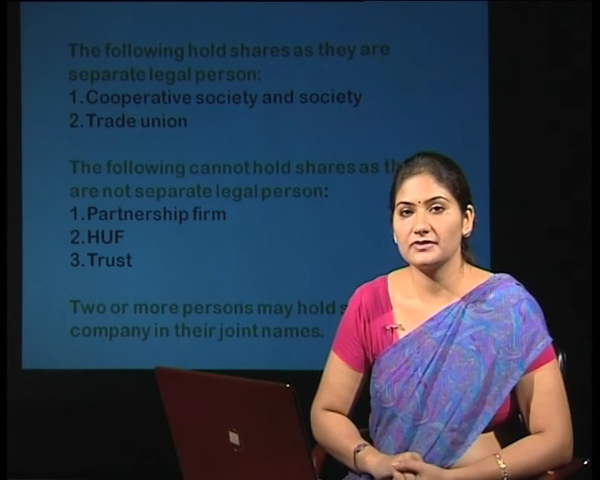 The following hold shares as they are
separate legal person:
1.Cooperative society and society
2.Trade union
The following cannot hold shares as
are not separate legal person:
1.Partnership firm
2.HUF
3.Trust
Two or more persons may hold
company in their joint names.